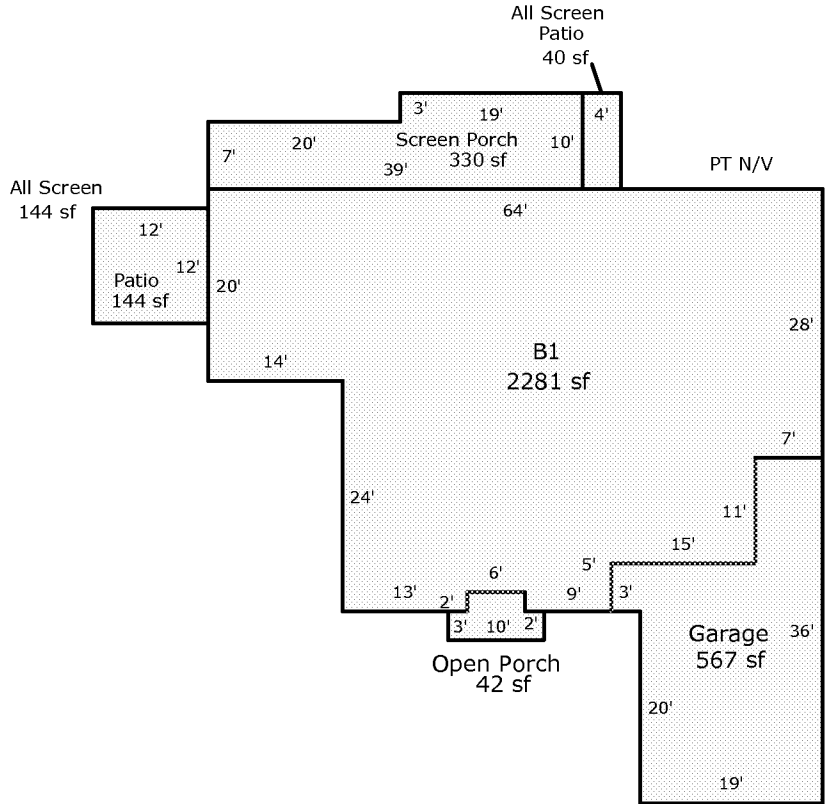 All Screen
Patio
40 sf
3'
19'
4'
20'
Screen Porch
10'
7'
330 sf
39'
PT N/V
All Screen
144 sf
64'
12'
12'
Patio
144 sf
20'
28'
B1
2281 sf
14'
7'
24'
11'
15'
5'
6'
13'
2'
9'
3'
3'
10'
2'
Garage
567 sf
36'
Open Porch
42 sf
20'
19'